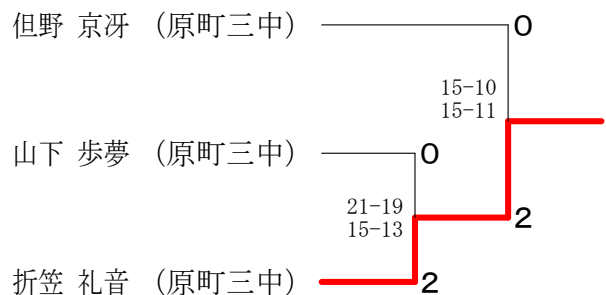 但野 京冴 （原町三中）
0
15-10
15-11
山下 歩夢 （原町三中）
0
21-19
15-13
2
折笠 礼音 （原町三中）
2